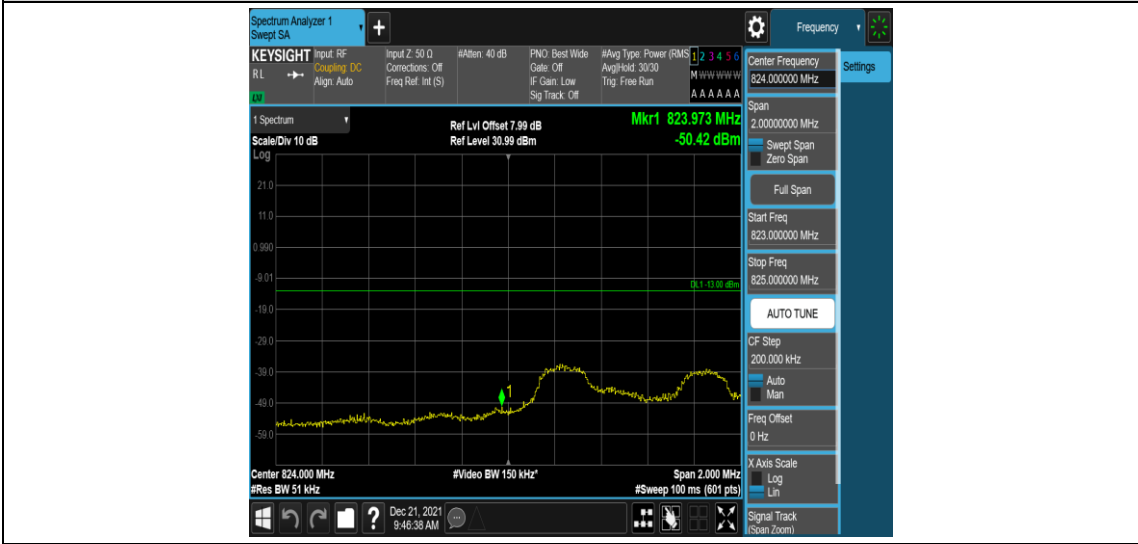 Spectrum Analyzer 1
Swept SA
+
Frequency
KEYSIGHT
RL
LXI
Input: RF
Coupling: DC
Align: Auto
Input Z: 50 Ω
Corrections: Off
Freq Ref: Int (S)
#Atten: 40 dB
PNO: Best Wide
Gate: Off
IF Gain: Low
Sig Track: Off
#Avg Type: Power (RMS
Avg|Hold: 30/30
Trig: Free Run
1 2 3 4 5 6
M W W W W W
A A A A A A
1 Spectrum
Scale/Div 10 dB
Log
Ref Lvl Offset 7.99 dB
Ref Level 30.99 dBm
Mkr1 823.973 MHz
-50.42 dBm
21.0
11.0
0.990
-9.01
DL1 -13.00 dBm
-19.0
-29.0
-39.0
1
-49.0
-59.0
Center 824.000 MHz
#Res BW 51 kHz
#Video BW 150 kHz*
Span 2.000 MHz
#Sweep 100 ms (601 pts)
?
Dec 21, 2021
9:46:38 AM
Center Frequency
824.000000 MHz
Settings
Span
2.00000000 MHz
Swept Span
Zero Span
Full Span
Start Freq
823.000000 MHz
Stop Freq
825.000000 MHz
AUTO TUNE
CF Step
200.000 kHz
Auto
Man
Freq Offset
0 Hz
X Axis Scale
Log
Lin
Signal Track
(Span Zoom)